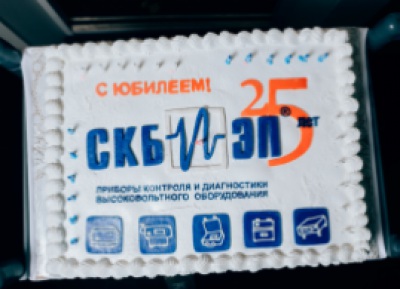 С ЮБИЛЕЕМ!
25 лет
СКБ ЭП®
ПРИБОРЫ КОНТРОЛЯ И ДИАГНОСТИКИ
ВЫСОКОВОЛЬТНОГО ОБОРУДОВАНИЯ